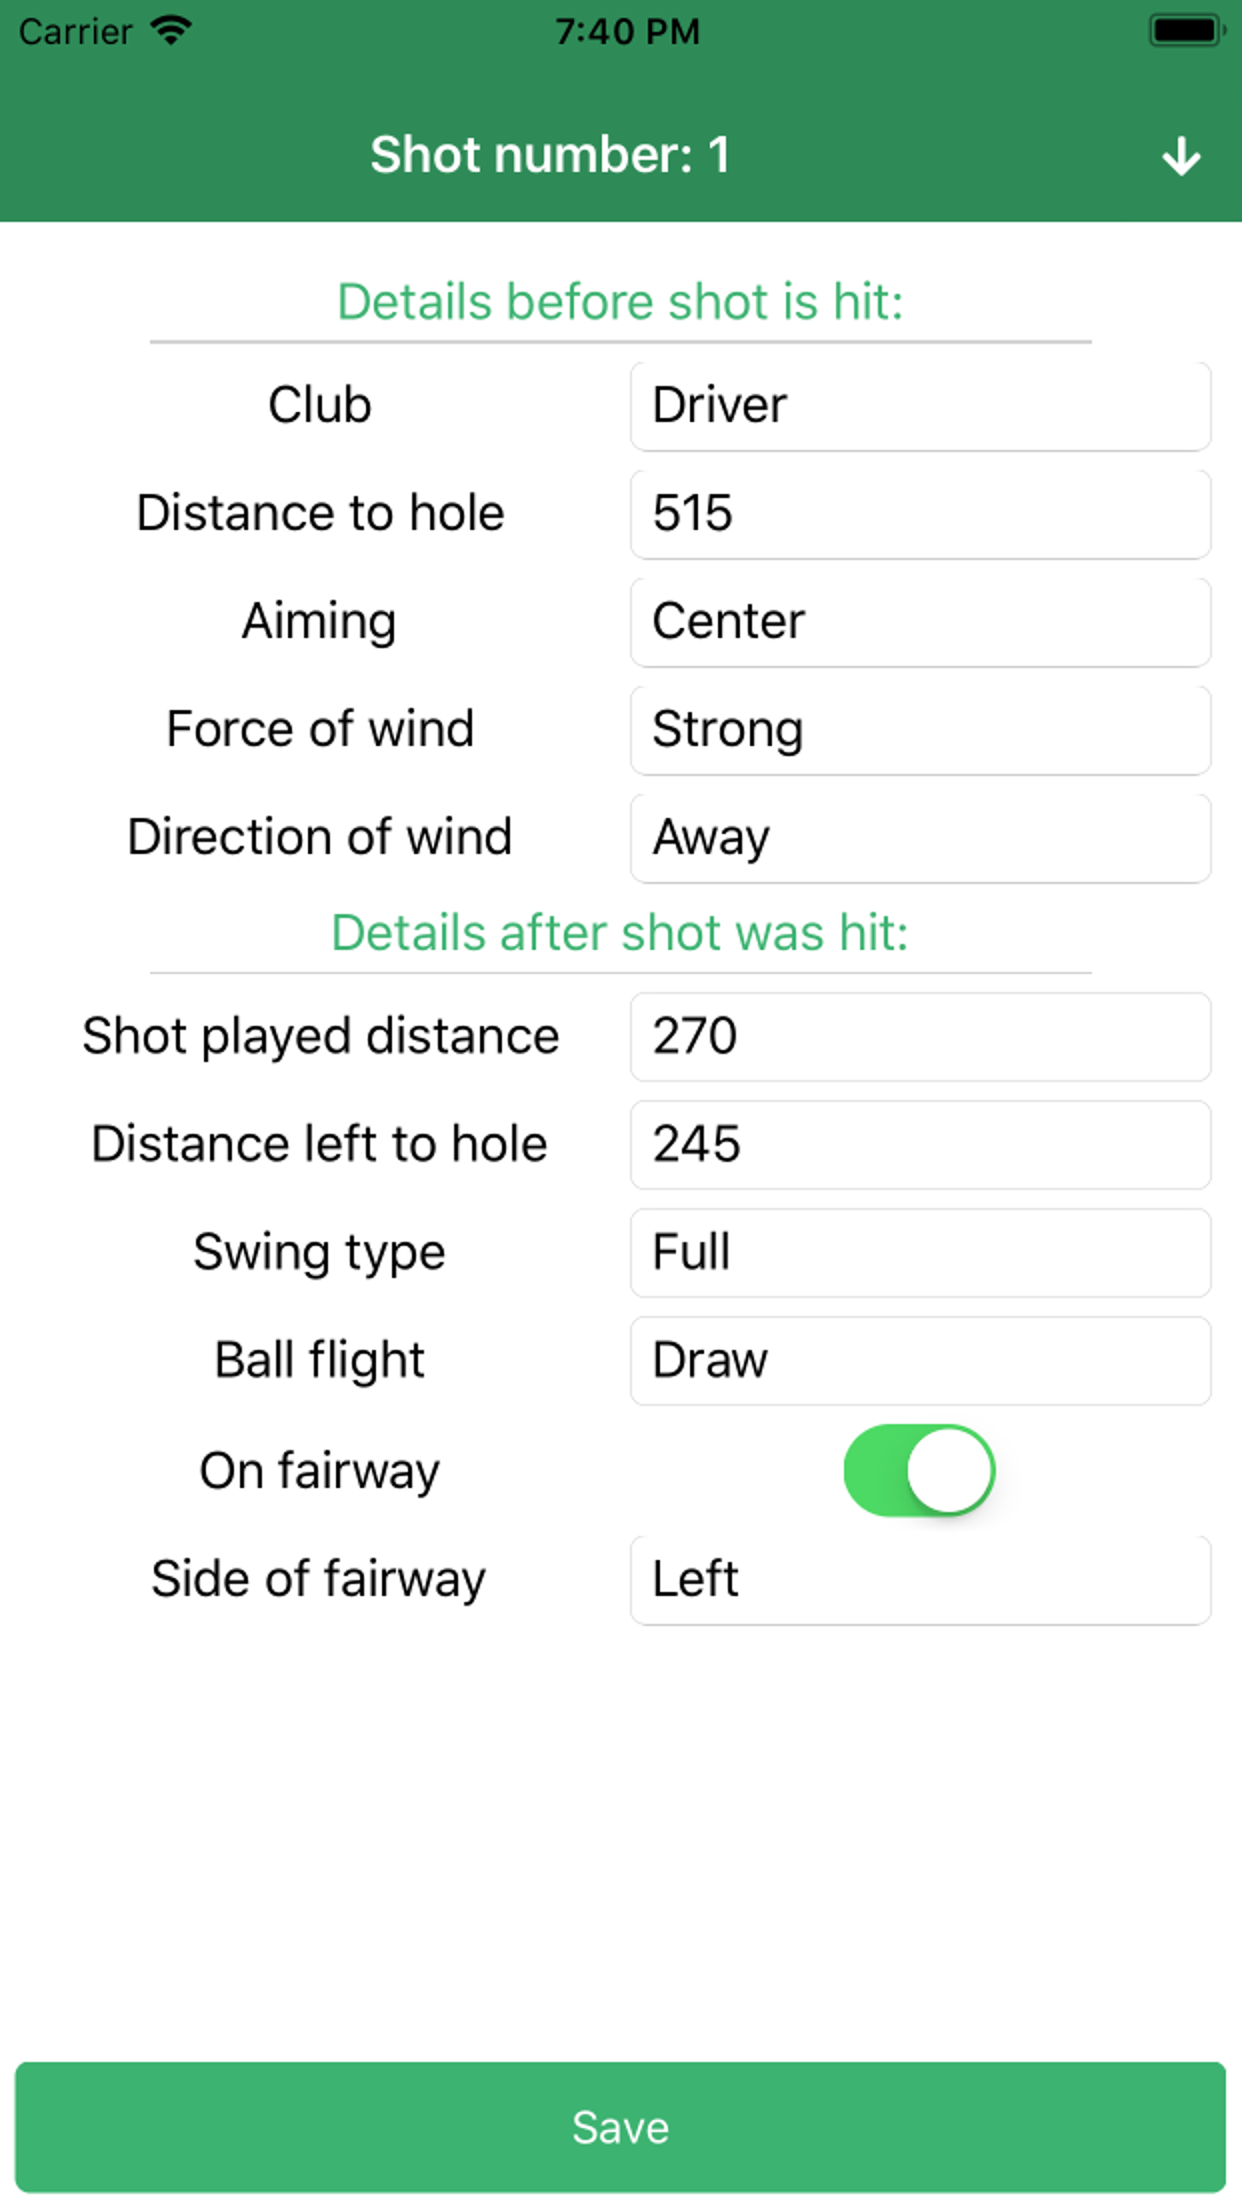 Carrier 7:40 PM
Shot number: 1
Details before shot is hit:
Club Driver
Distance to hole 515
Aiming Center
Force of wind Strong
Direction of wind Away
Details after shot was hit:
Shot played distance 270
Distance left to hole 245
Swing type Full
Ball flight Draw
On fairway
Side of fairway Left
Save